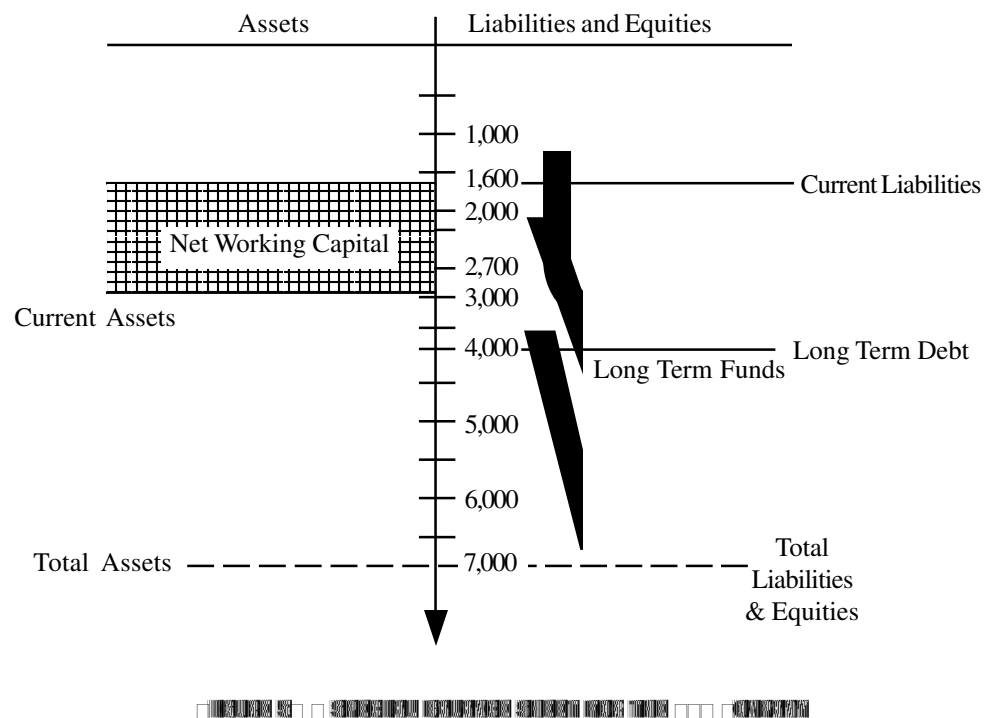 Assets
Liabilities and Equities
1,000
1,600
Current Liabilities
2,000
Net Working Capital
2,700
3,000
Current Assets
4,000
Long Term Debt
Long Term Funds
5,000
6,000
Total Assets
7,000
Total
Liabilities
& Equities